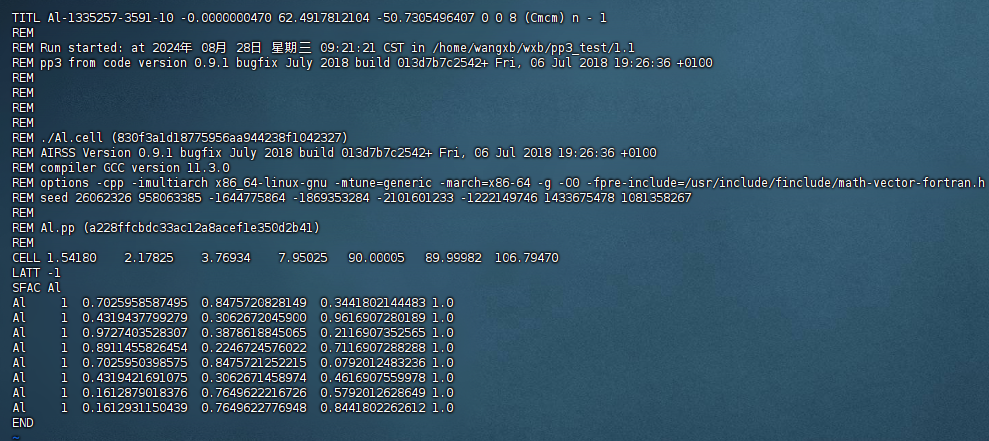 TITL Al-1335257-3591-10 -0.0000000470 62.4917812104 -50.7305496407 0 0 8 (Cmcm) n - 1
REM
REM Run started: at 2024年 08月 28日 星期三 09:21:21 CST in /home/wangxb/wxb/pp3_test/1.1
REM pp3 from code version 0.9.1 bugfix July 2018 build 013d7b7c2542+ Fri, 06 Jul 2018 19:26:36 +0100
REM
REM
REM
REM
REM ./Al.cell (830f3a1d18775956aa944238f1042327)
REM AIRSS Version 0.9.1 bugfix July 2018 build 013d7b7c2542+ Fri, 06 Jul 2018 19:26:36 +0100
REM compiler GCC version 11.3.0
REM options -cpp -imultiarch x86_64-linux-gnu -mtune=generic -march=x86-64 -g -O0 -fpre-include=/usr/include/finclude/math-vector-fortran.h
REM seed 26062326 958063385 -1644775864 -1869353284 -2101601233 -1222149746 1433675478 1081358267
REM
REM Al.pp (a228ffcbdc33ac12a8acef1e350d2b41)
REM
CELL 1.54180 2.17825 3.76934 7.95025 90.00005 89.99982 106.79470
LATT -1
SFAC Al
Al 1 0.7025958587495 0.8475720828149 0.3441802144483 1.0
Al 1 0.4319437799279 0.3062672045900 0.9616907280189 1.0
Al 1 0.9727403528307 0.3878618845065 0.2116907352565 1.0
Al 1 0.8911455826454 0.2246724576022 0.7116907288288 1.0
Al 1 0.7025950398575 0.8475721252215 0.0792012483236 1.0
Al 1 0.4319421691075 0.3062671458974 0.4616907559978 1.0
Al 1 0.1612879018376 0.7649622216726 0.5792012628649 1.0
Al 1 0.1612931150439 0.7649622776948 0.8441802262612 1.0
END
~